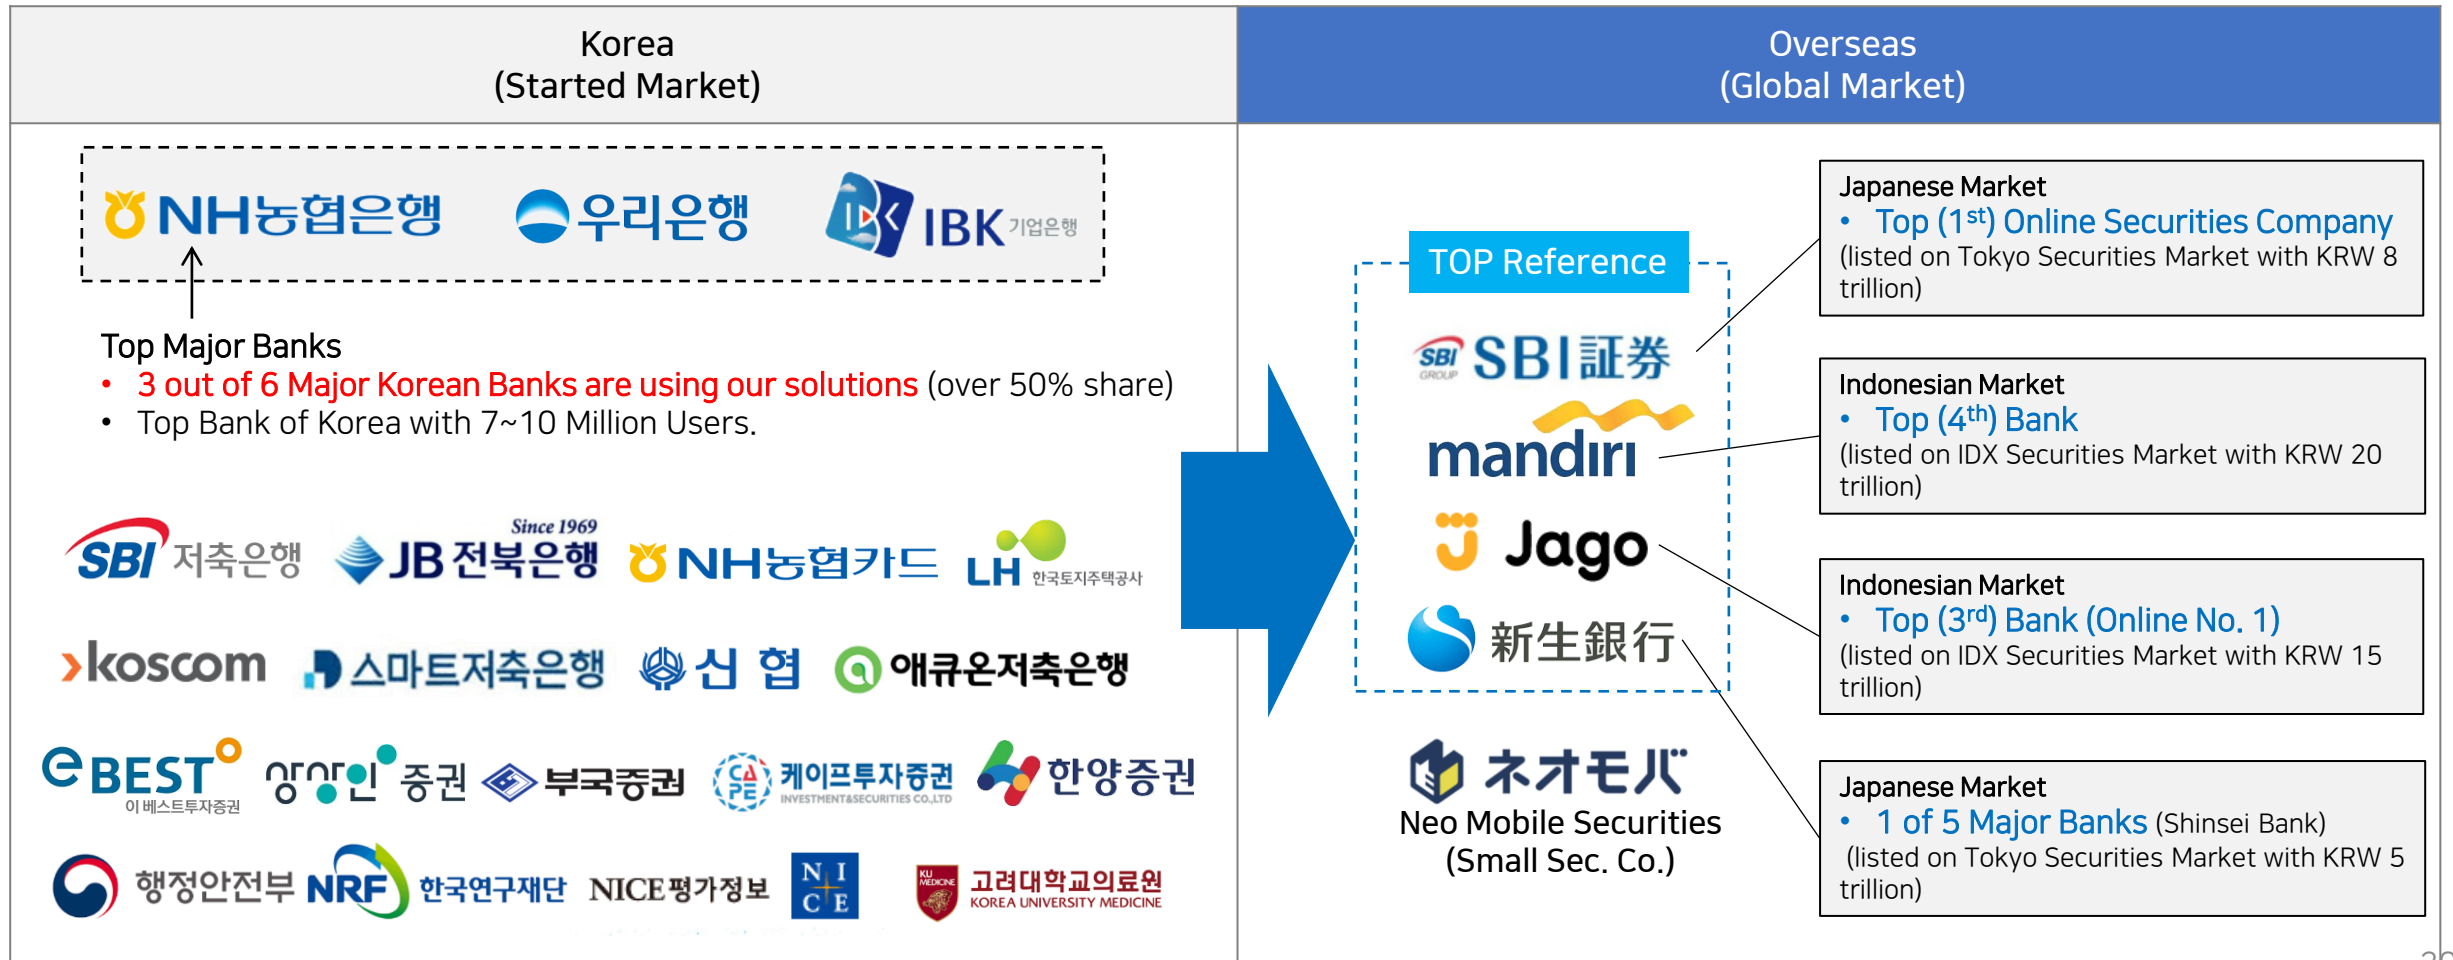 Korea
(Started Market)
Overseas
(Global Market)
NH농협은행
우리은행
IBK 기업은행
Top Major Banks
• 3 out of 6 Major Korean Banks are using our solutions (over 50% share)
• Top Bank of Korea with 7~10 Million Users.
SBI 저축은행
Since 1969
JB 전북은행
NH농협카드
LH 한국토지주택공사
koscom
스마트저축은행
신협
애큐온저축은행
eBEST
이베스트투자증권
상상인 증권
부국증권
CAPE
케이프투자증권
INVESTMENT&SECURITIES CO.,LTD
한양증권
행정안전부
NRF 한국연구재단
NICE평가정보
NICE
KU MEDICINE
고려대학교의료원
KOREA UNIVERSITY MEDICINE
TOP Reference
SBI GROUP
SBI証券
mandiri
Jago
新生銀行
ネオモバ
Neo Mobile Securities
(Small Sec. Co.)
Japanese Market
• Top (1st) Online Securities Company
(listed on Tokyo Securities Market with KRW 8
trillion)
Indonesian Market
• Top (4th) Bank
(listed on IDX Securities Market with KRW 20
trillion)
Indonesian Market
• Top (3rd) Bank (Online No. 1)
(listed on IDX Securities Market with KRW 15
trillion)
Japanese Market
• 1 of 5 Major Banks (Shinsei Bank)
(listed on Tokyo Securities Market with KRW 5
trillion)